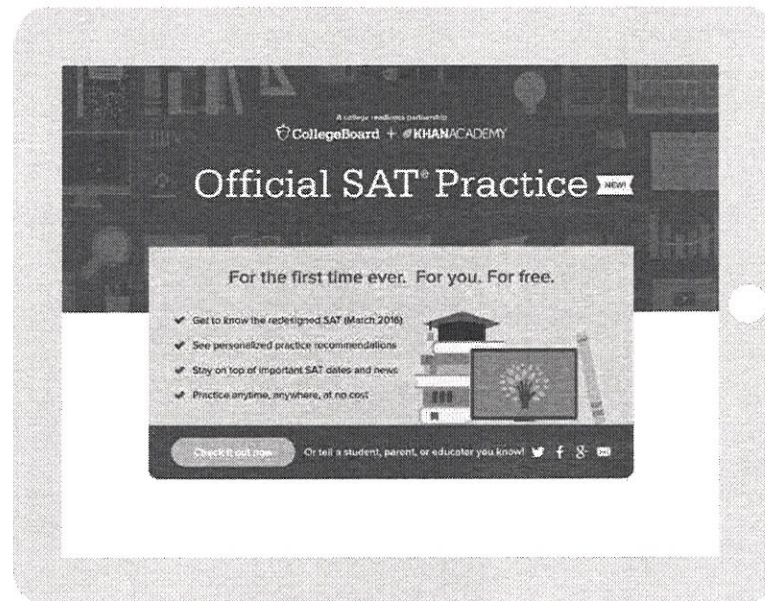 A college readiness partnership
CollegeBoard + KHANACADEMY
Official SAT® Practice NEW!
For the first time ever. For you. For free.
✔ Get to know the redesigned SAT (March 2016)
✔ See personalized practice recommendations
✔ Stay on top of important SAT dates and news
✔ Practice anytime, anywhere, at no cost
Check it out now Or tell a student, parent, or educator you know!